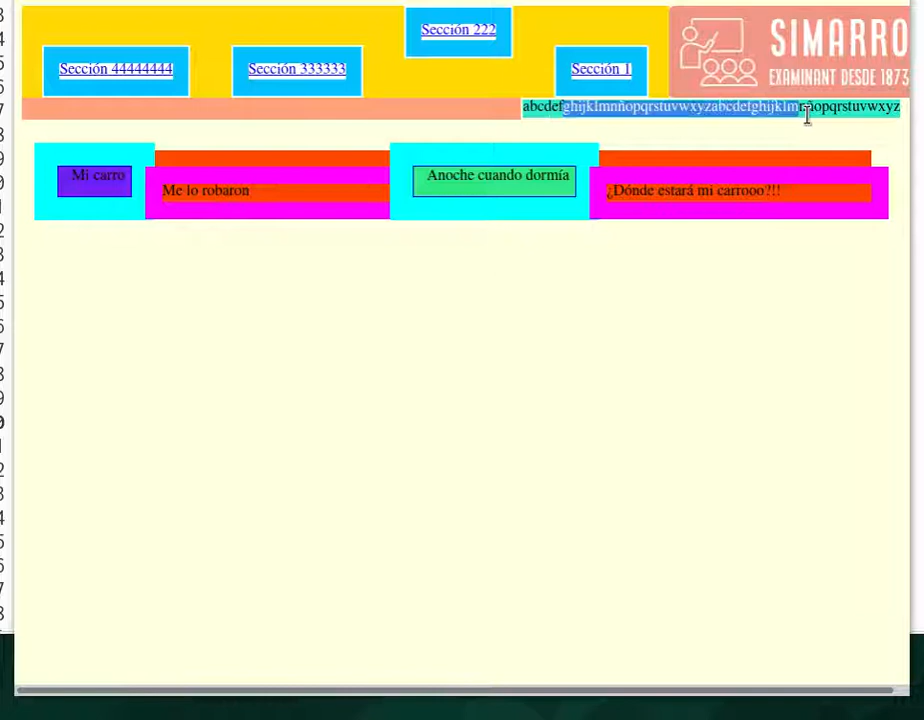 Sección 222
Sección 44444444
Sección 333333
Sección 1
SIMARRO
EXAMINANT DESDE 1873
abcdefghijklmnñopqrstuvwxyzabcdefghijklmnñopqrstuvwxyz
Mi carro
Me lo robaron
Anoche cuando dormía
¿Dónde estará mi carrooo?!!